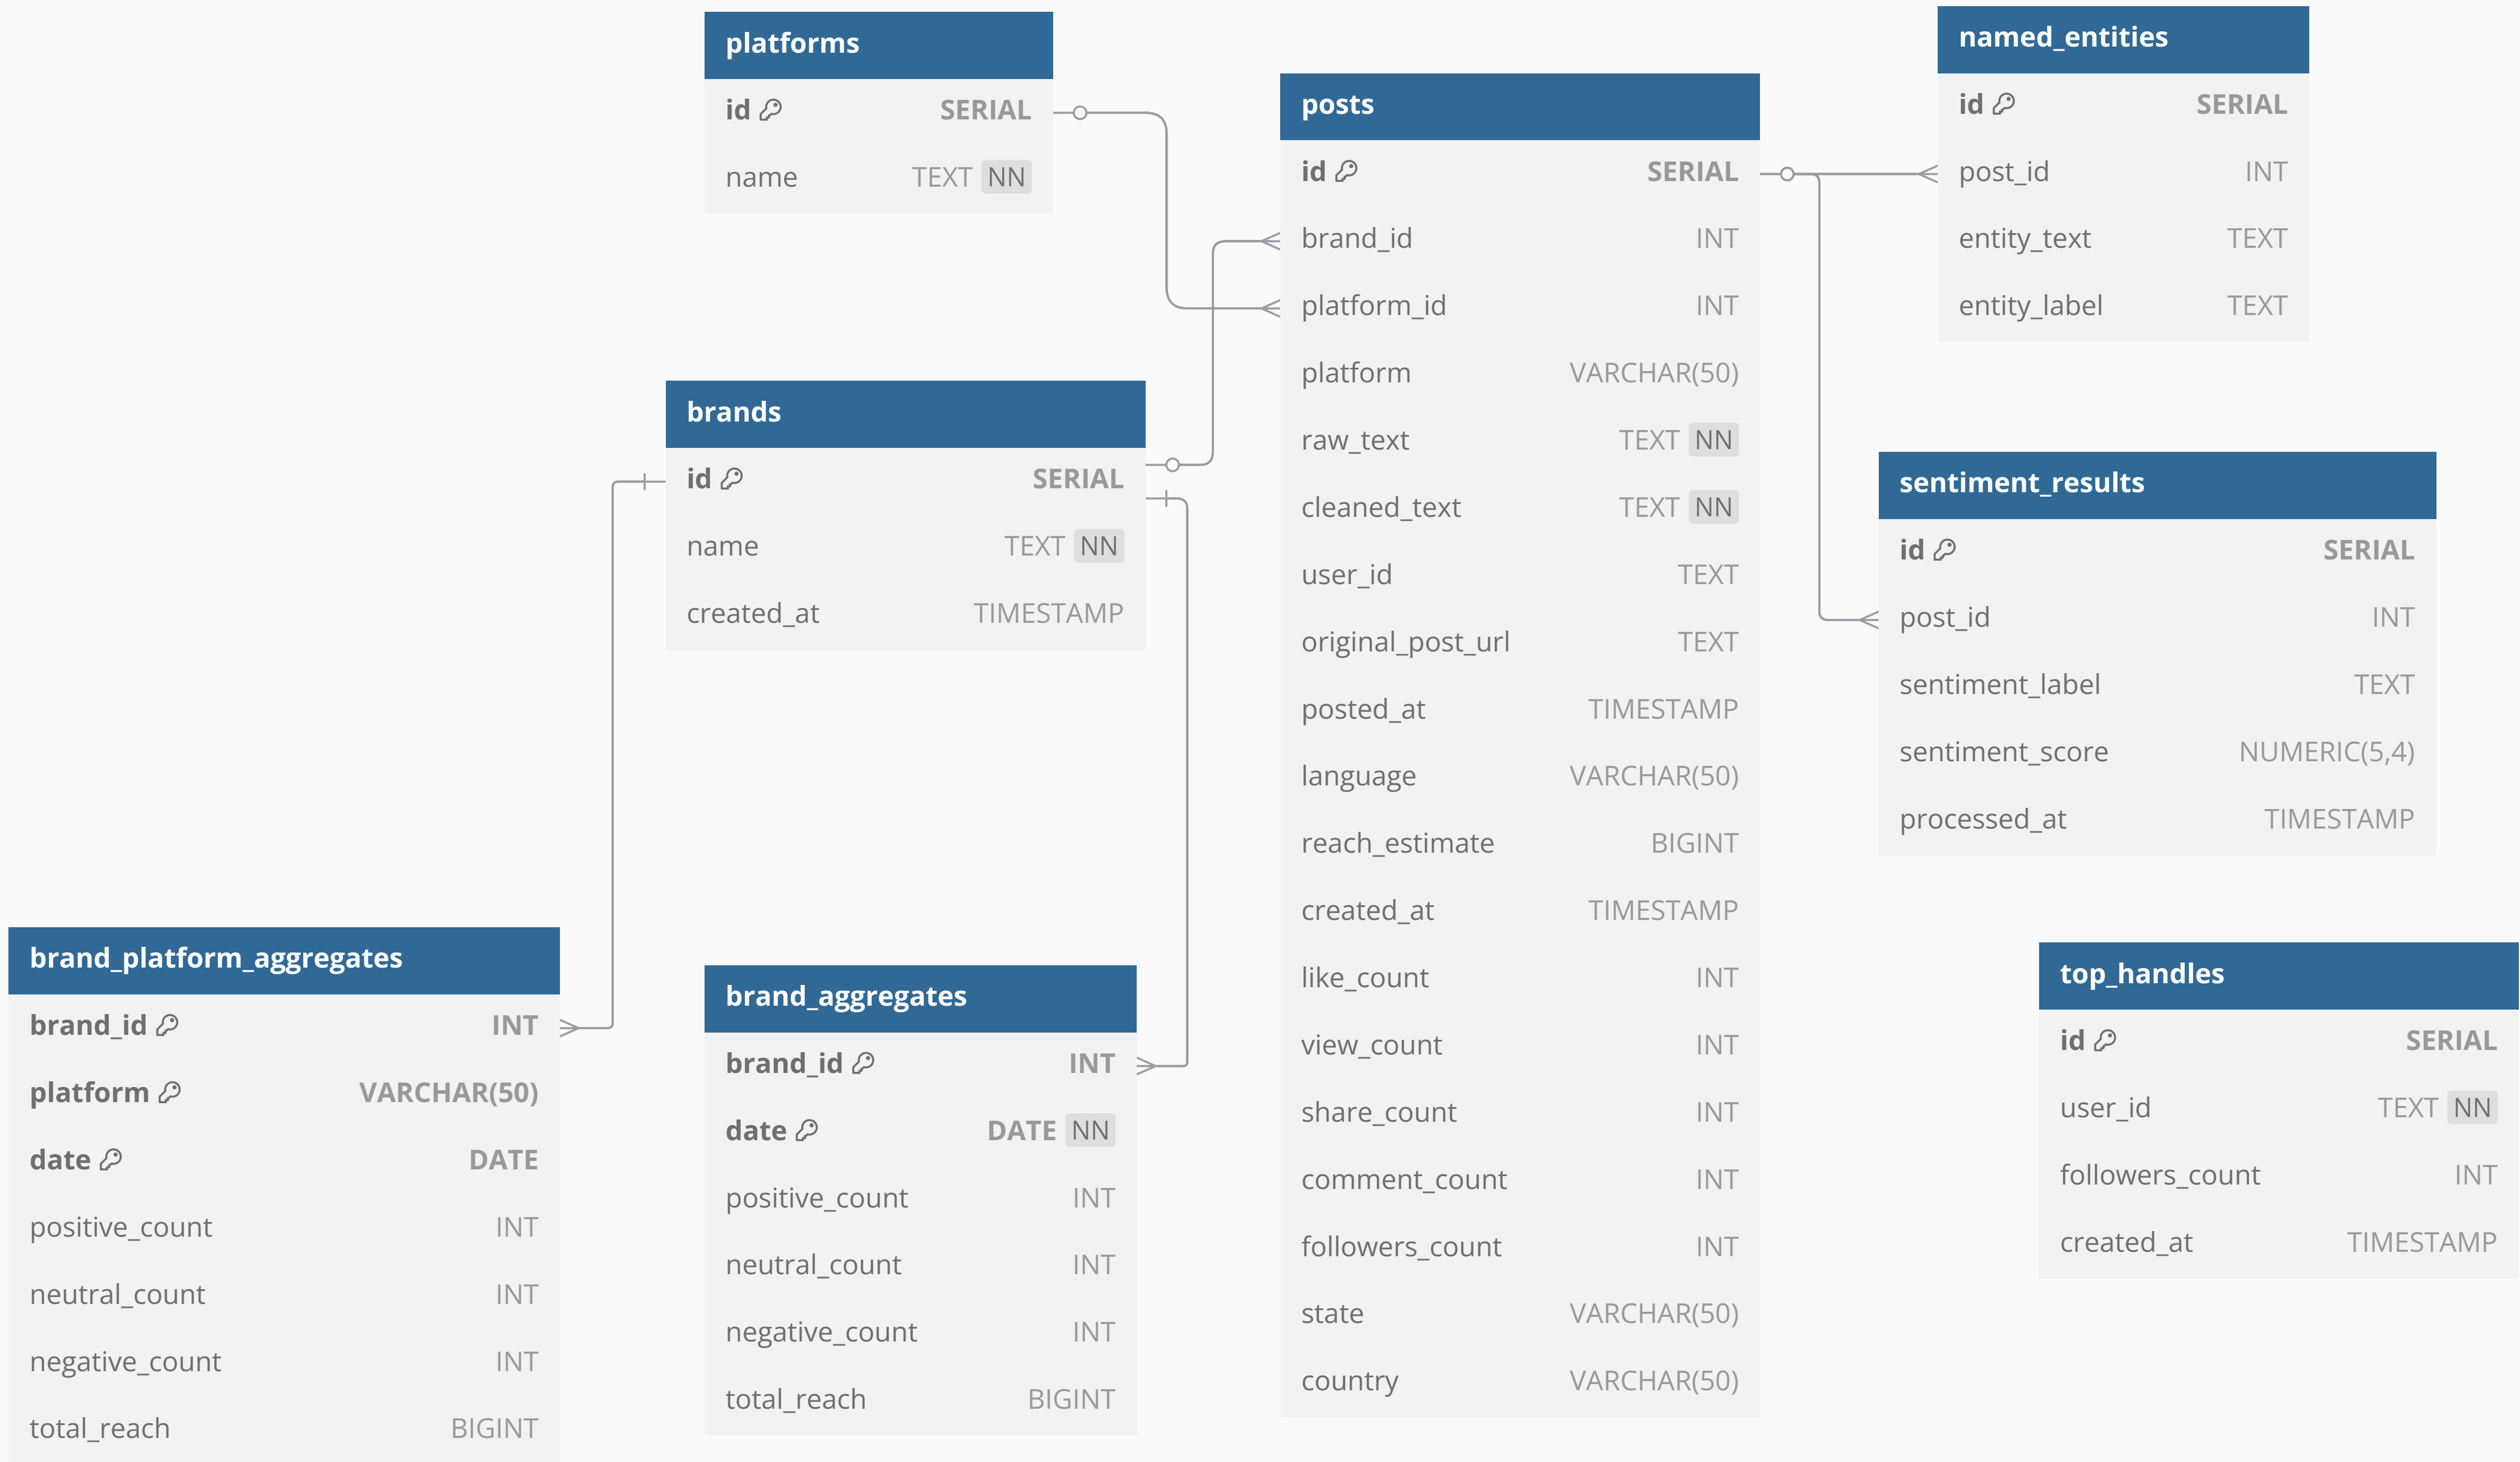 platforms
id SERIAL
name TEXT NN
brands
id SERIAL
name TEXT NN
created_at TIMESTAMP
brand_platform_aggregates
brand_id INT
platform VARCHAR(50)
date DATE
positive_count INT
neutral_count INT
negative_count INT
total_reach BIGINT
brand_aggregates
brand_id INT
date DATE NN
positive_count INT
neutral_count INT
negative_count INT
total_reach BIGINT
posts
id SERIAL
brand_id INT
platform_id INT
platform VARCHAR(50)
raw_text TEXT NN
cleaned_text TEXT NN
user_id TEXT
original_post_url TEXT
posted_at TIMESTAMP
language VARCHAR(50)
reach_estimate BIGINT
created_at TIMESTAMP
like_count INT
view_count INT
share_count INT
comment_count INT
followers_count INT
state VARCHAR(50)
country VARCHAR(50)
named_entities
id SERIAL
post_id INT
entity_text TEXT
entity_label TEXT
sentiment_results
id SERIAL
post_id INT
sentiment_label TEXT
sentiment_score NUMERIC(5,4)
processed_at TIMESTAMP
top_handles
id SERIAL
user_id TEXT NN
followers_count INT
created_at TIMESTAMP